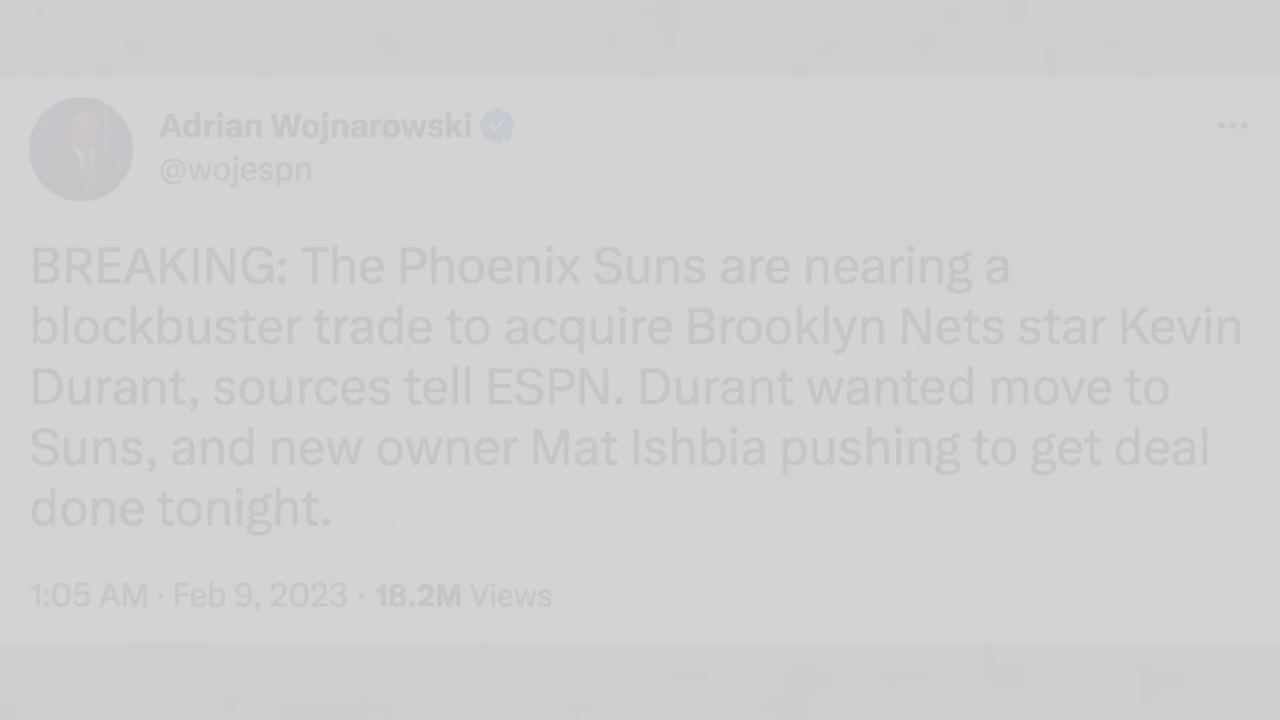 Adrian Wojnarowski
@wojespn
BREAKING: The Phoenix Suns are nearing a
blockbuster trade to acquire Brooklyn Nets star Kevin
Durant, sources tell ESPN. Durant wanted move to
Suns, and new owner Mat Ishbia pushing to get deal
done tonight.
1:05 AM · Feb 9, 2023 · 18.2M Views